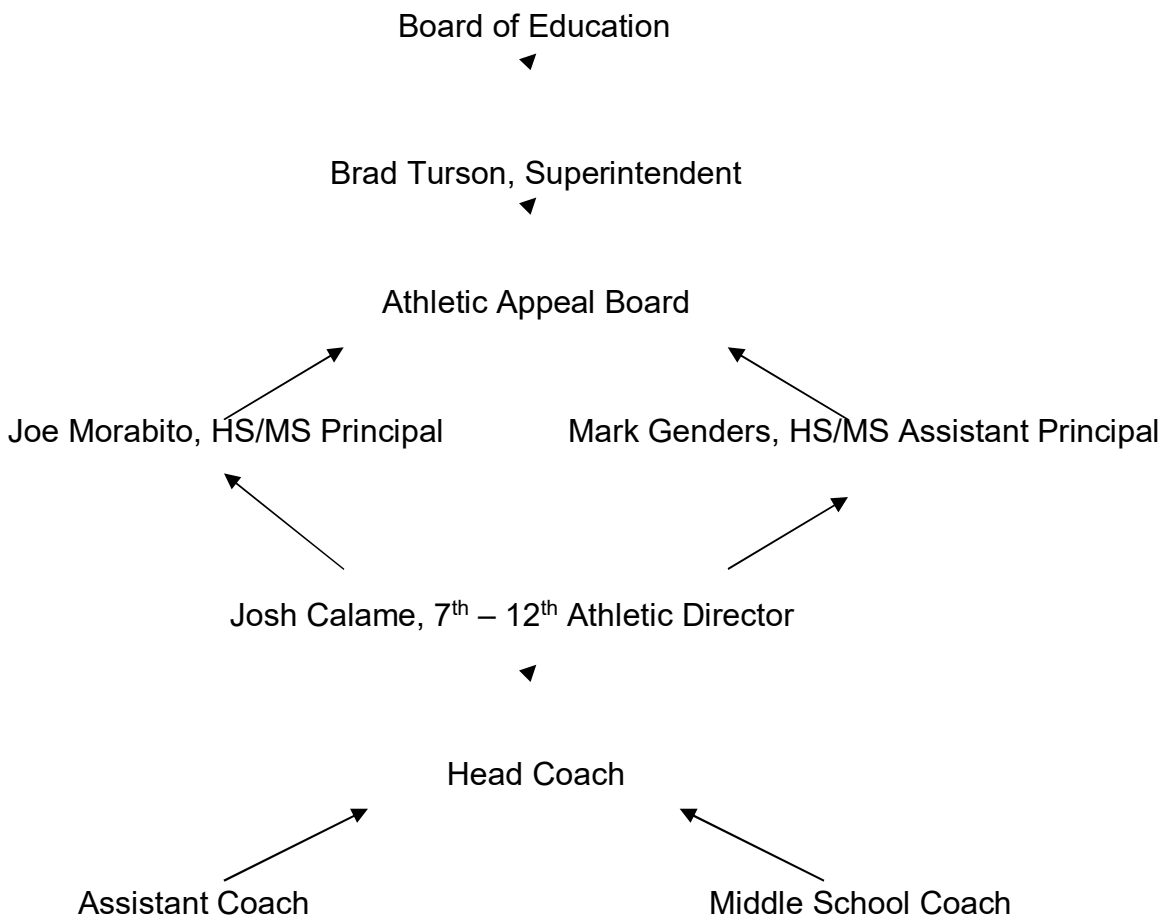 Board of Education
Brad Turson, Superintendent
Athletic Appeal Board
Joe Morabito, HS/MS Principal
Mark Genders, HS/MS Assistant Principal
Josh Calame, 7th – 12th Athletic Director
Head Coach
Assistant Coach
Middle School Coach